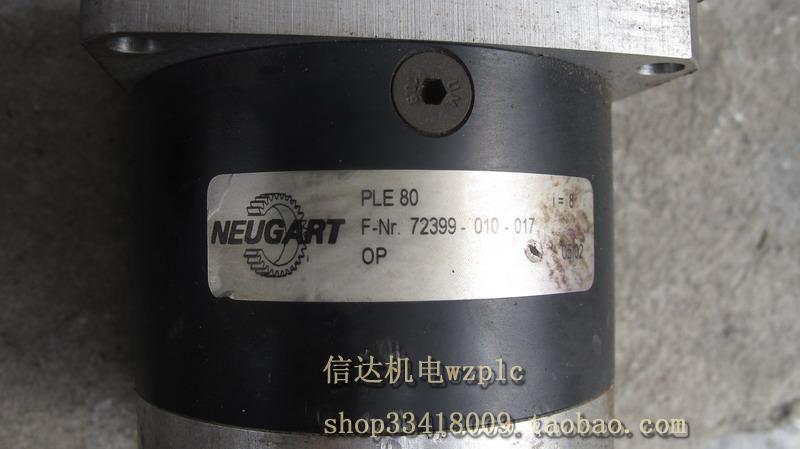 NEUGART
PLE 80 i = 8
F-Nr. 72399 - 010 - 017
OP
信达机电wzplc
shop33418009.taobao.com